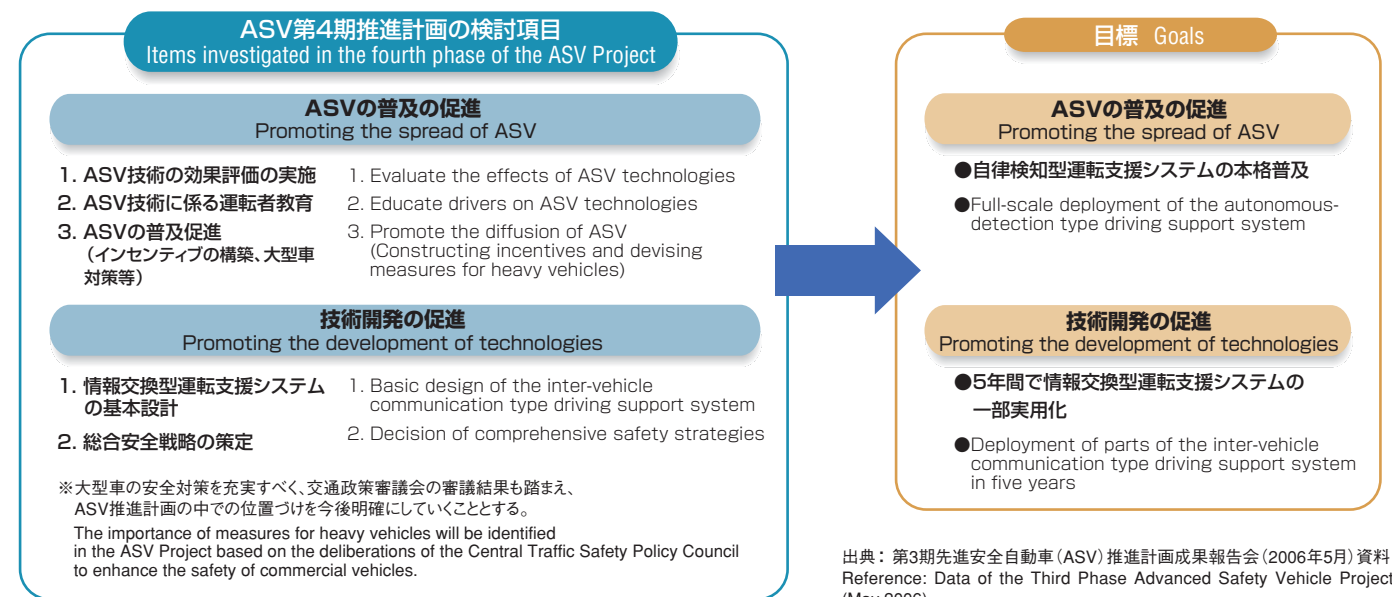 ASV第4期推進計画の検討項目
Items investigated in the fourth phase of the ASV Project
ASVの普及の促進
Promoting the spread of ASV
1. ASV技術の効果評価の実施
2. ASV技術に係る運転者教育
3. ASVの普及促進
（インセンティブの構築、大型車
対策等）
1. Evaluate the effects of ASV technologies
2. Educate drivers on ASV technologies
3. Promote the diffusion of ASV
(Constructing incentives and devising
measures for heavy vehicles)
技術開発の促進
Promoting the development of technologies
1. 情報交換型運転支援システム
の基本設計
2. 総合安全戦略の策定
1. Basic design of the inter-vehicle
communication type driving support system
2. Decision of comprehensive safety strategies
※大型車の安全対策を充実すべく、交通政策審議会の審議結果も踏まえ、
ASV推進計画の中での位置づけを今後明確にしていくこととする。
The importance of measures for heavy vehicles will be identified
in the ASV Project based on the deliberations of the Central Traffic Safety Policy Council
to enhance the safety of commercial vehicles.
目標 Goals
ASVの普及の促進
Promoting the spread of ASV
●自律検知型運転支援システムの本格普及
●Full-scale deployment of the autonomous-
detection type driving support system
技術開発の促進
Promoting the development of technologies
●5年間で情報交換型運転支援システムの
一部実用化
●Deployment of parts of the inter-vehicle
communication type driving support system
in five years
出典：第3期先進安全自動車（ASV）推進計画成果報告会（2006年5月）資料
Reference: Data of the Third Phase Advanced Safety Vehicle Project
(May 2006)